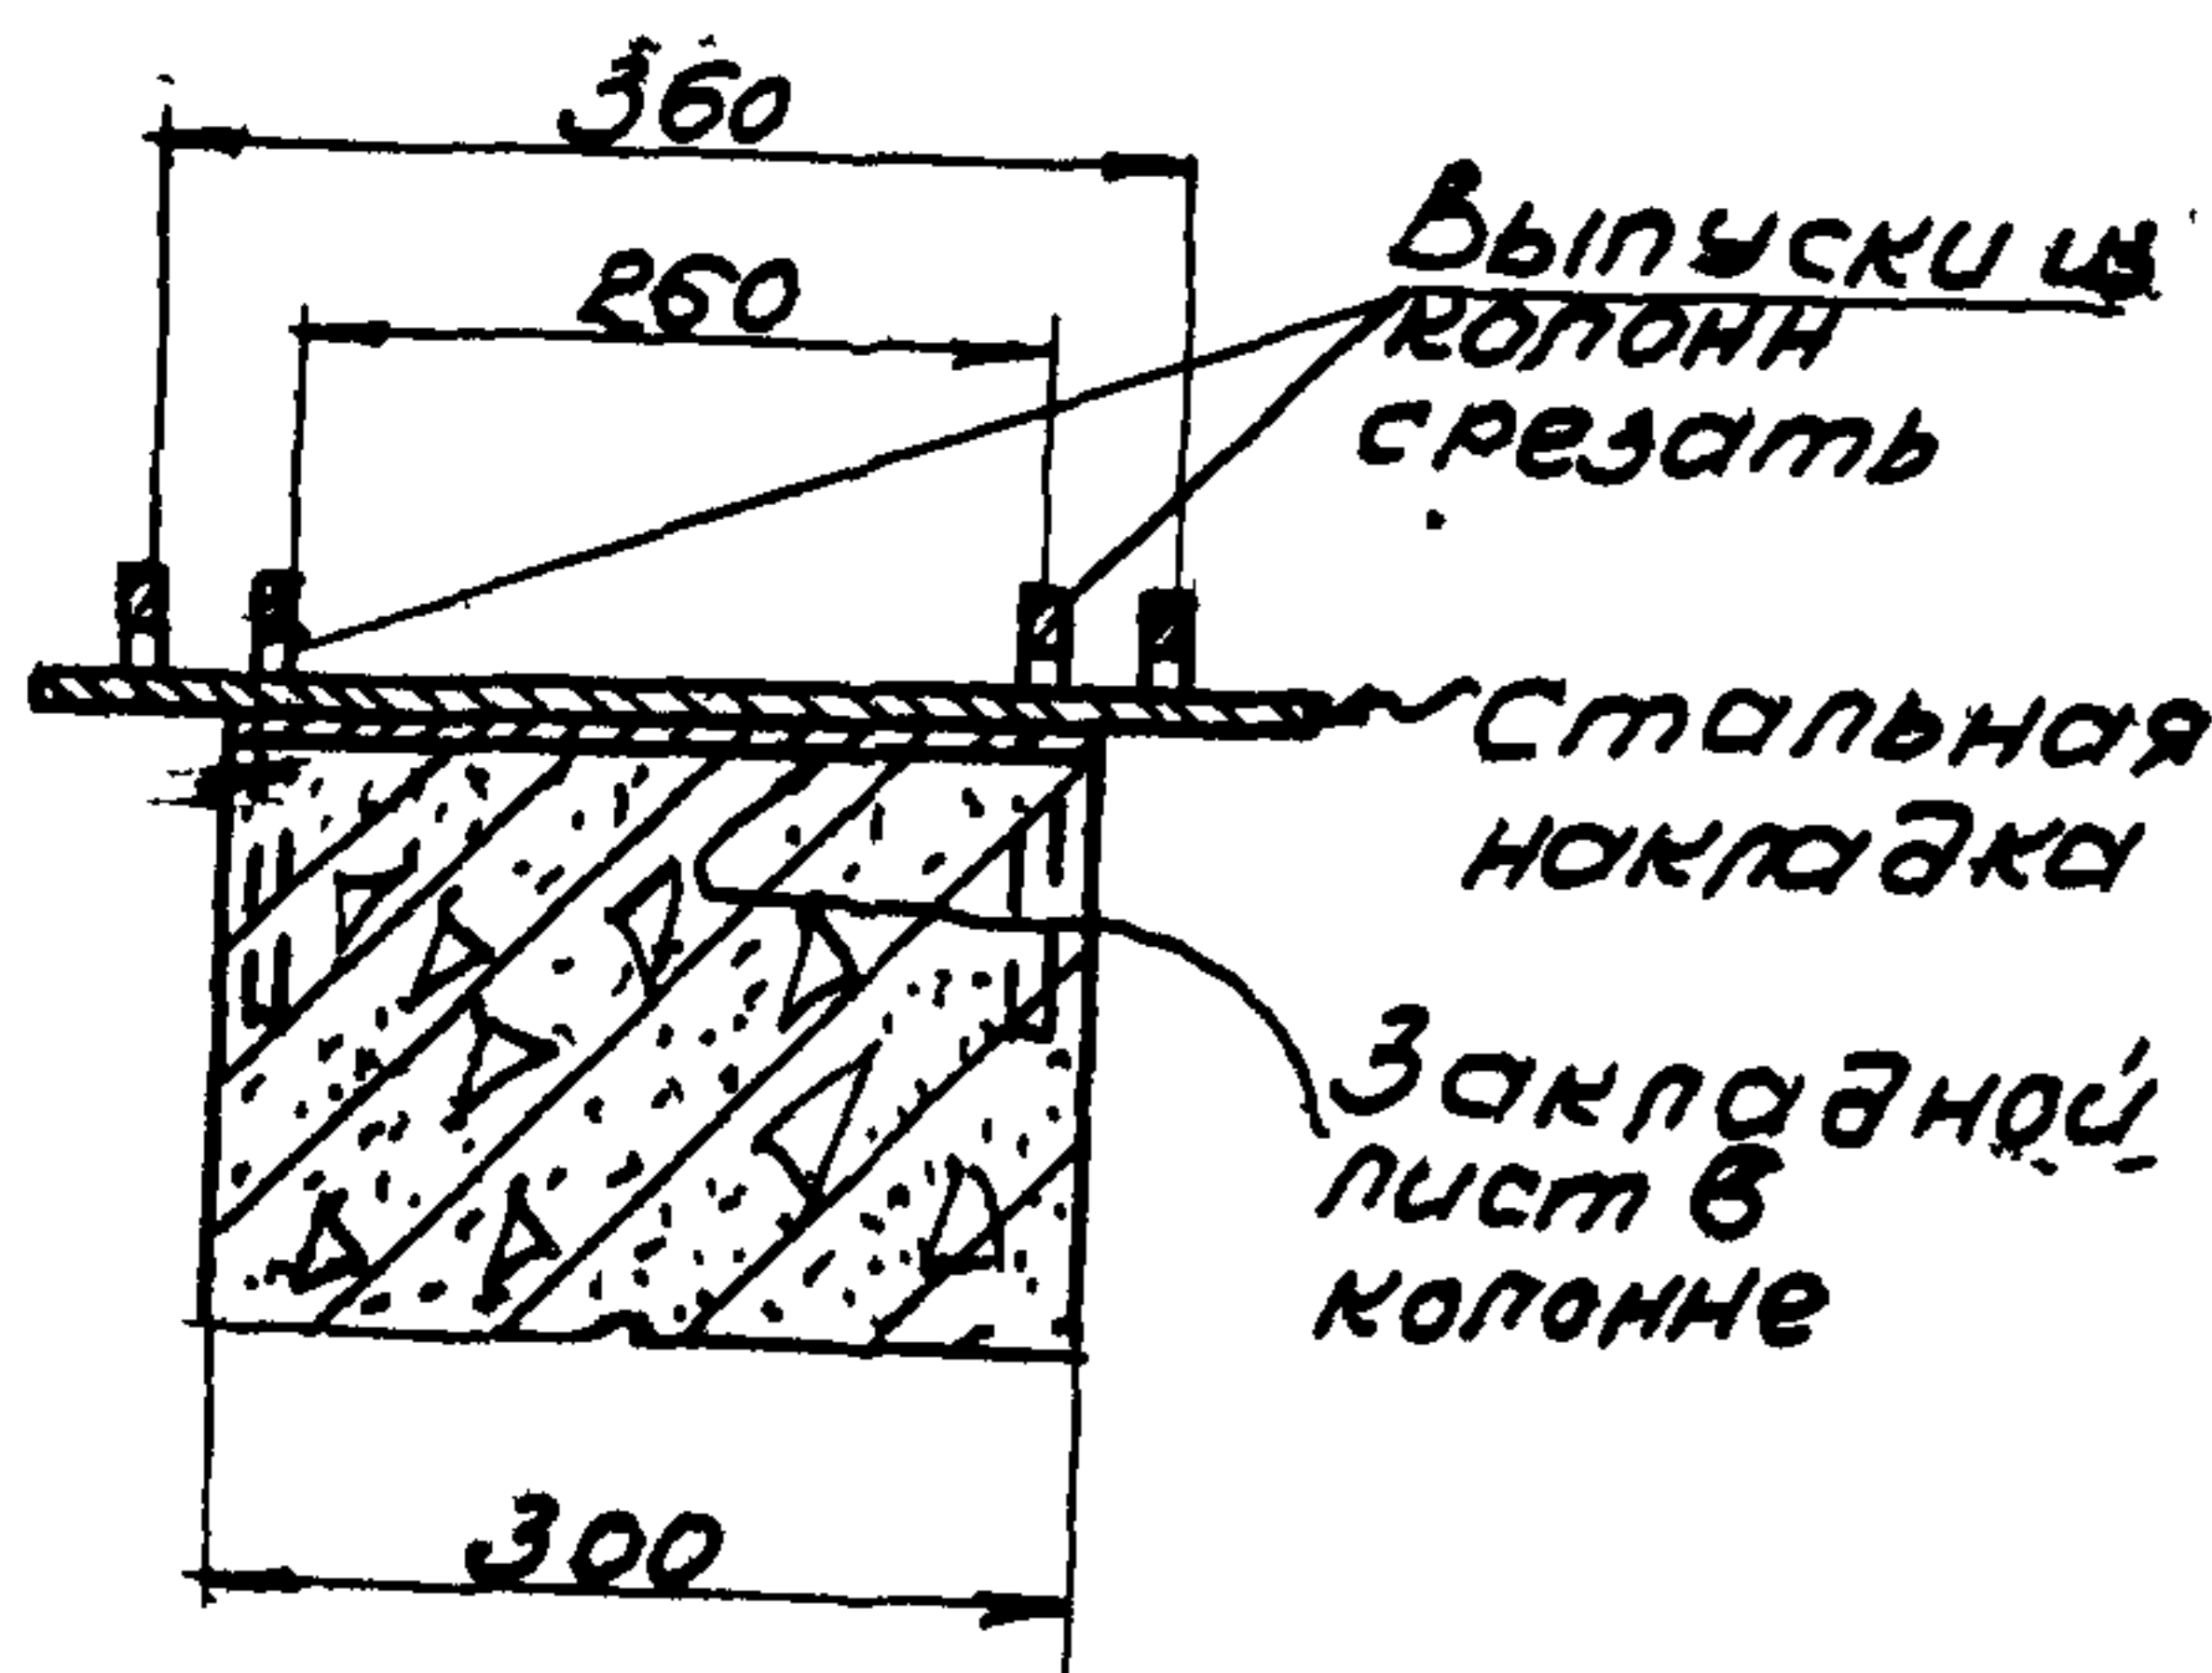 360
260
Выпуски из
колонн
срезать
Стальная
накладка
Закладной
лист в
колонне
300